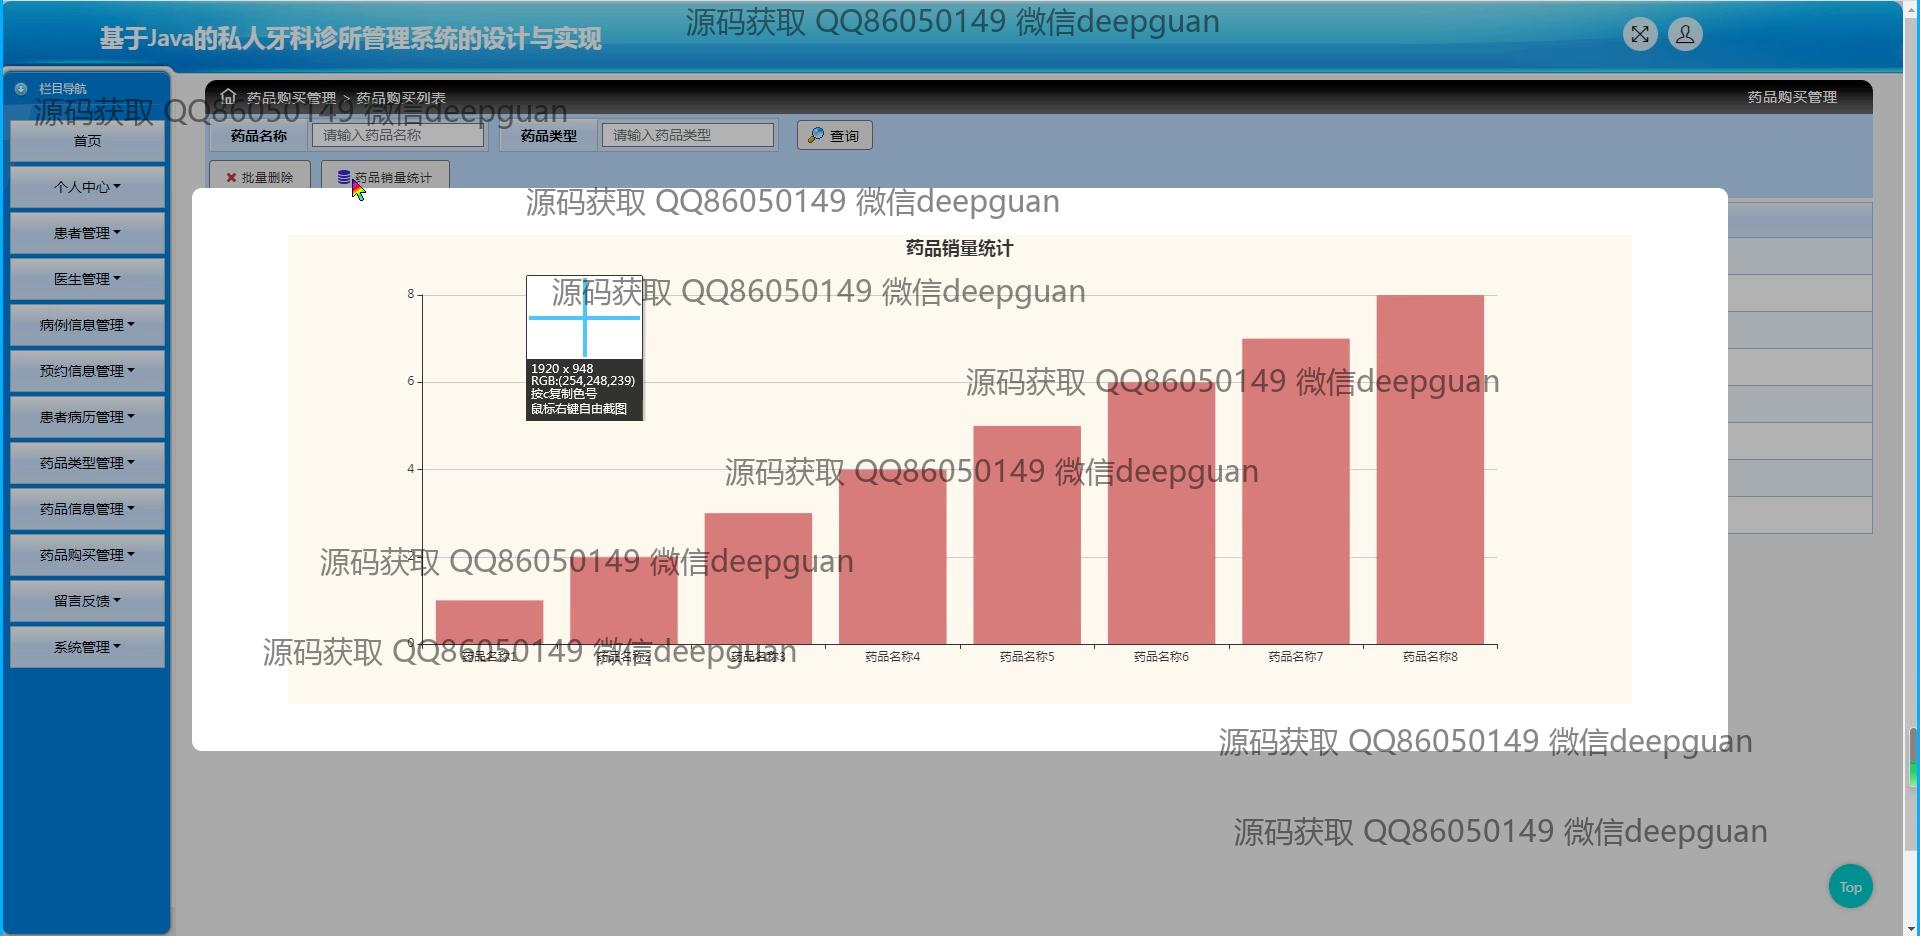 源码获取 QQ86050149 微信deepguan
基于Java的私人牙科诊所管理系统的设计与实现
栏目导航
药品购买管理 > 药品购买列表
药品购买管理
源码获取 QQ86050149 微信deepguan
首页
药品名称 请输入药品名称 药品类型 请输入药品类型 查询
批量删除 药品销量统计
个人中心
患者管理
医生管理
病例信息管理
预约信息管理
患者病历管理
药品类型管理
药品信息管理
药品购买管理
留言反馈
系统管理
源码获取 QQ86050149 微信deepguan
药品销量统计
源码获取 QQ86050149 微信deepguan
8
6
4
2
0
1920 x 948
RGB:(254,248,239)
按c复制色号
鼠标右键自由截图
源码获取 QQ86050149 微信deepguan
源码获取 QQ86050149 微信deepguan
源码获取 QQ86050149 微信deepguan
源码获取 QQ86050149 微信deepguan
药品名称1 药品名称2 药品名称3 药品名称4 药品名称5 药品名称6 药品名称7 药品名称8
源码获取 QQ86050149 微信deepguan
源码获取 QQ86050149 微信deepguan
Top